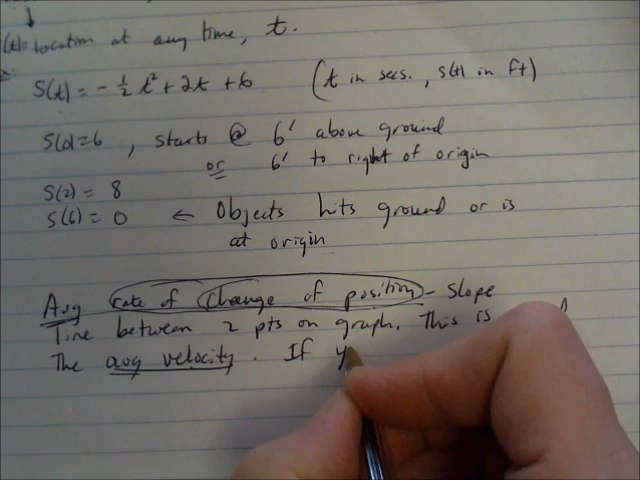 (t)= location at any time, t.
S(t) = -½t² + 2t + 6 (t in secs., s(t) in ft)
S(0)=6, starts @ 6' above ground
or 6' to right of origin
S(2) = 8
S(6) = 0 ← Objects hits ground or is
at origin
Avg rate of change of position - slope
line between 2 pts on graph. This is
The avg velocity. If y